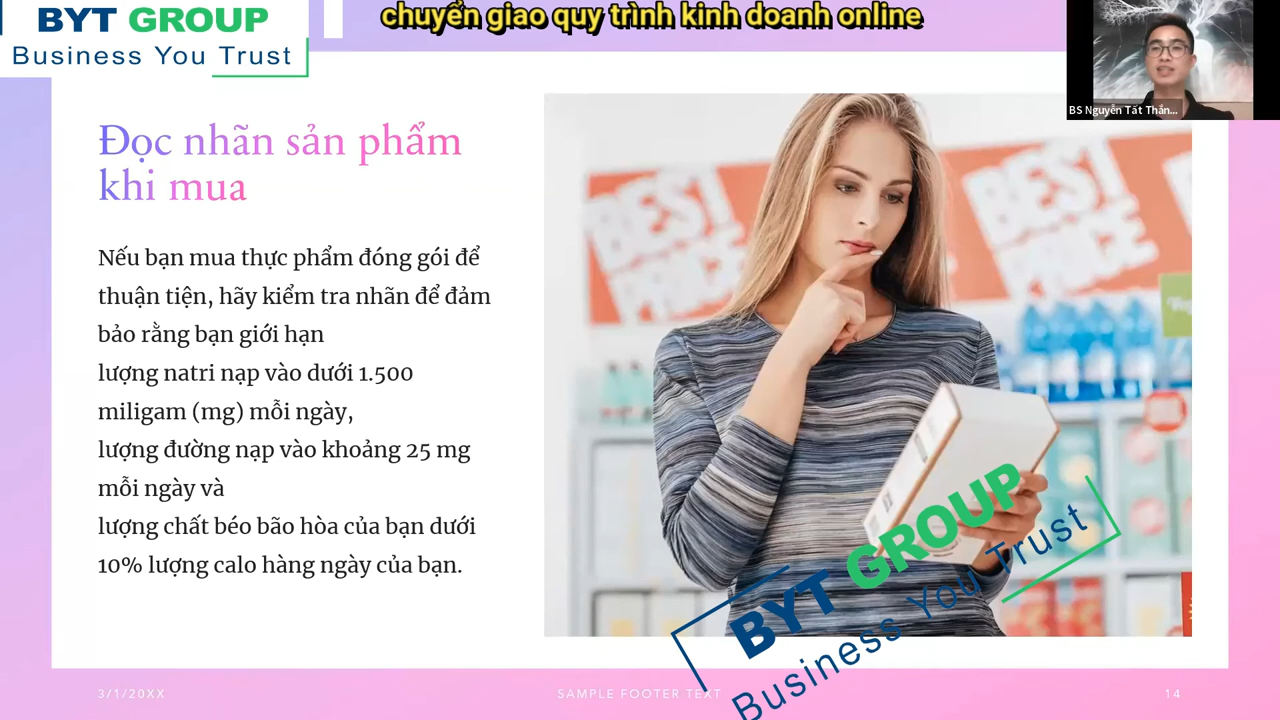 BYT GROUP
Business You Trust
chuyển giao quy trình kinh doanh online
BS Nguyễn Tất Thắn...
Đọc nhãn sản phẩm
khi mua
Nếu bạn mua thực phẩm đóng gói để
thuận tiện, hãy kiểm tra nhãn để đảm
bảo rằng bạn giới hạn
lượng natri nạp vào dưới 1.500
miligam (mg) mỗi ngày,
lượng đường nạp vào khoảng 25 mg
mỗi ngày và
lượng chất béo bão hòa của bạn dưới
10% lượng calo hàng ngày của bạn.
BEST
PRICE
BEST
PRICE
BYT GROUP
Business You Trust
3/1/20XX
SAMPLE FOOTER TEXT
14